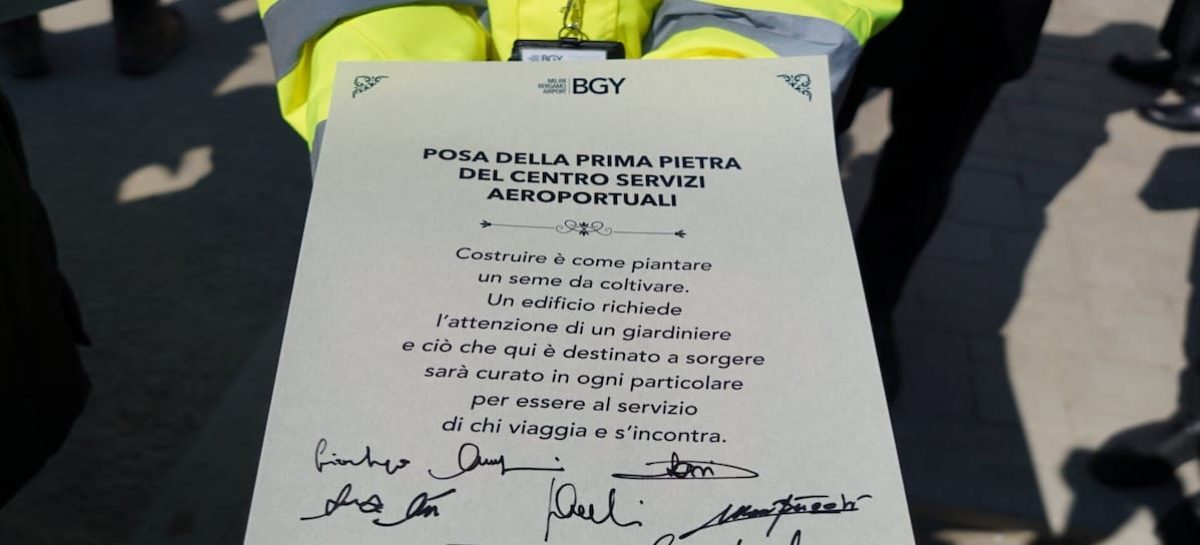 BGY
MILAN
BERGAMO
AIRPORT
BGY
POSA DELLA PRIMA PIETRA
DEL CENTRO SERVIZI
AEROPORTUALI
Costruire è come piantare
un seme da coltivare.
Un edificio richiede
l'attenzione di un giardiniere
e ciò che qui è destinato a sorgere
sarà curato in ogni particolare
per essere al servizio
di chi viaggia e s'incontra.